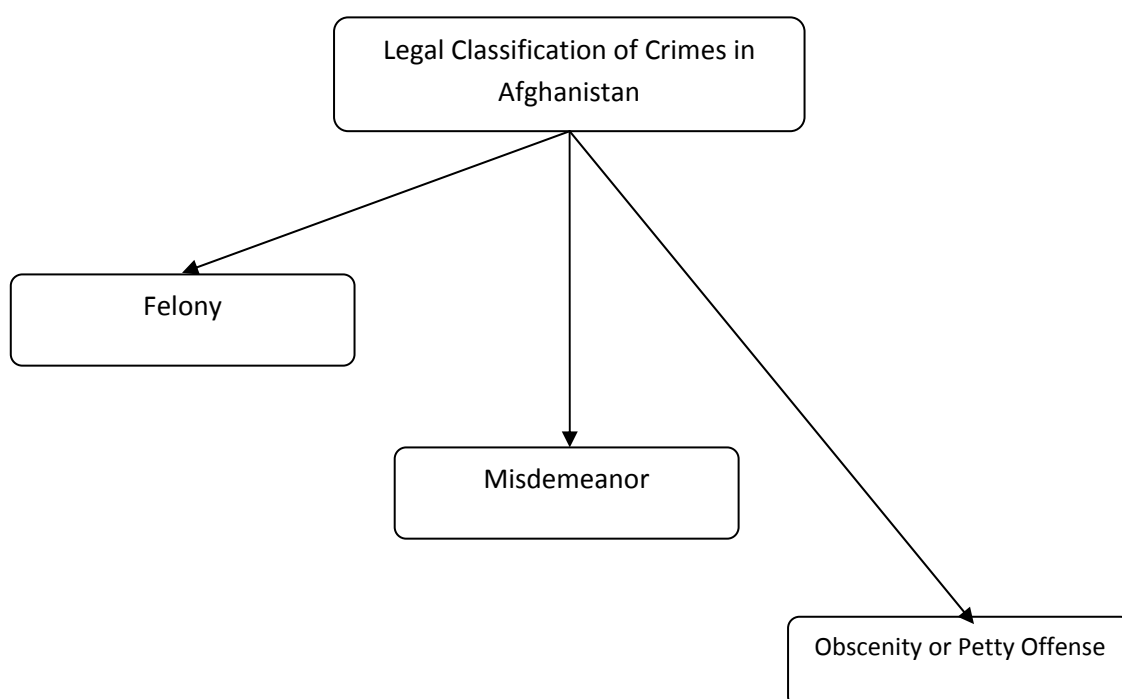 Legal Classification of Crimes in
Afghanistan
Felony
Misdemeanor
Obscenity or Petty Offense